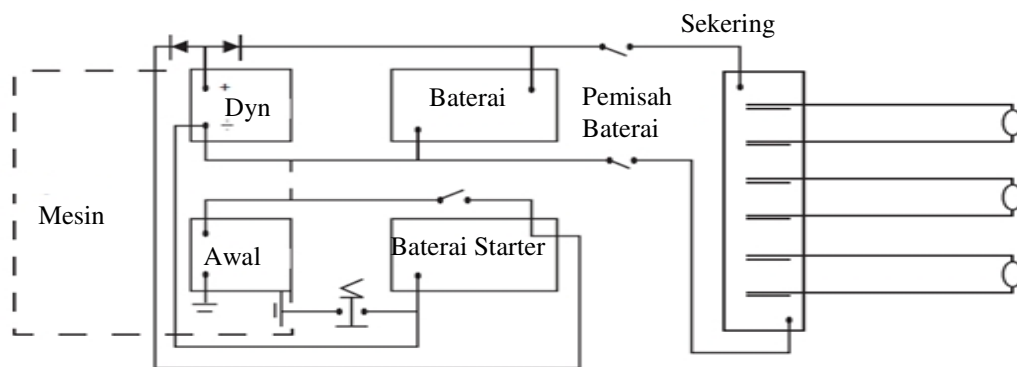 Sekering
+
Dyn
÷
Baterai
Pemisah
Baterai
Mesin
Awal
Baterai Starter